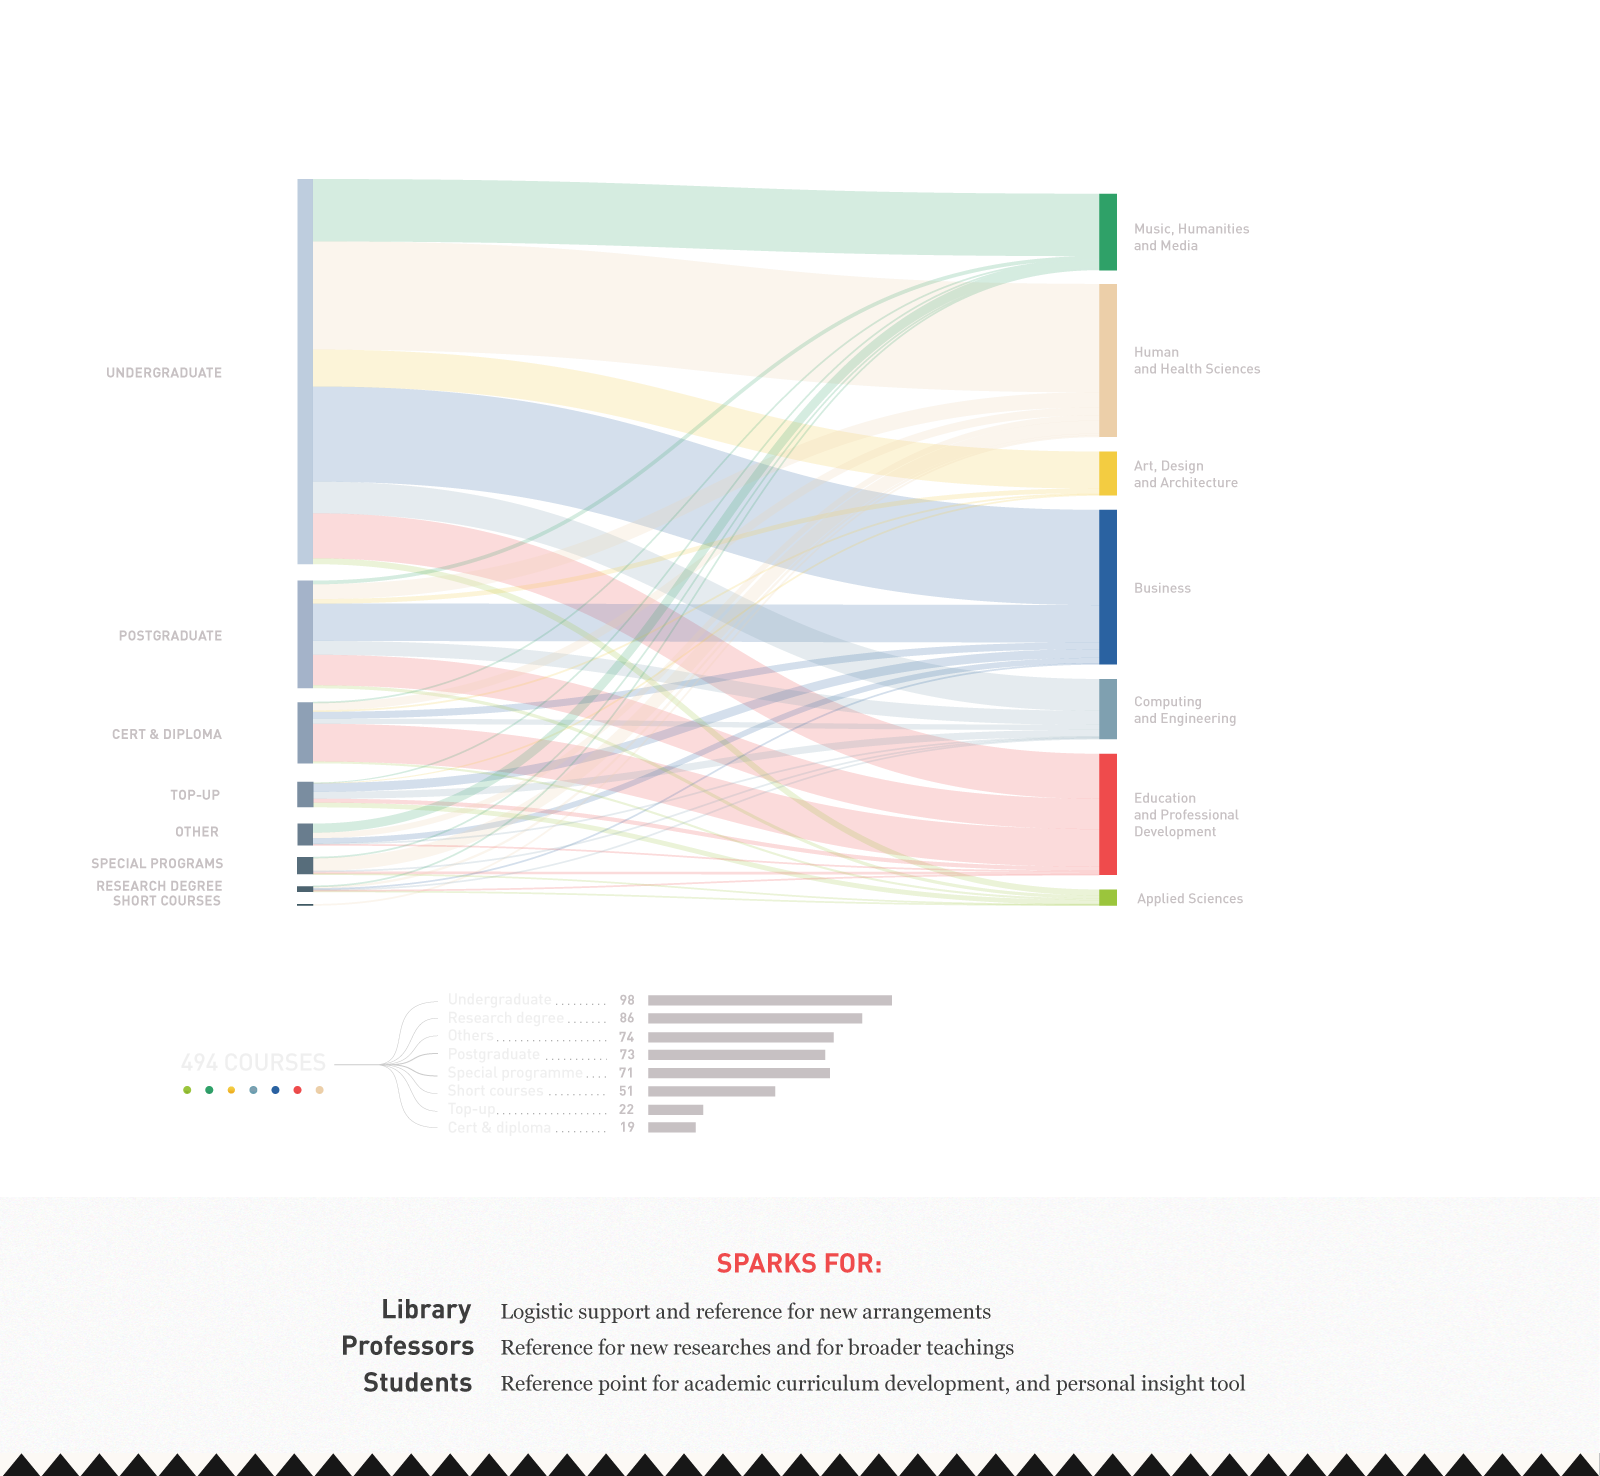 UNDERGRADUATE
POSTGRADUATE
CERT & DIPLOMA
TOP-UP
OTHER
SPECIAL PROGRAMS
RESEARCH DEGREE
SHORT COURSES
Music, Humanities
and Media
Human
and Health Sciences
Art, Design
and Architecture
Business
Computing
and Engineering
Education
and Professional
Development
Applied Sciences
494 COURSES
Undergraduate ......... 98
Research degree ....... 86
Others ................... 74
Postgraduate ........... 73
Special programme .... 71
Short courses .......... 51
Top-up ................... 22
Cert & diploma ......... 19
SPARKS FOR:
Library Logistic support and reference for new arrangements
Professors Reference for new researches and for broader teachings
Students Reference point for academic curriculum development, and personal insight tool